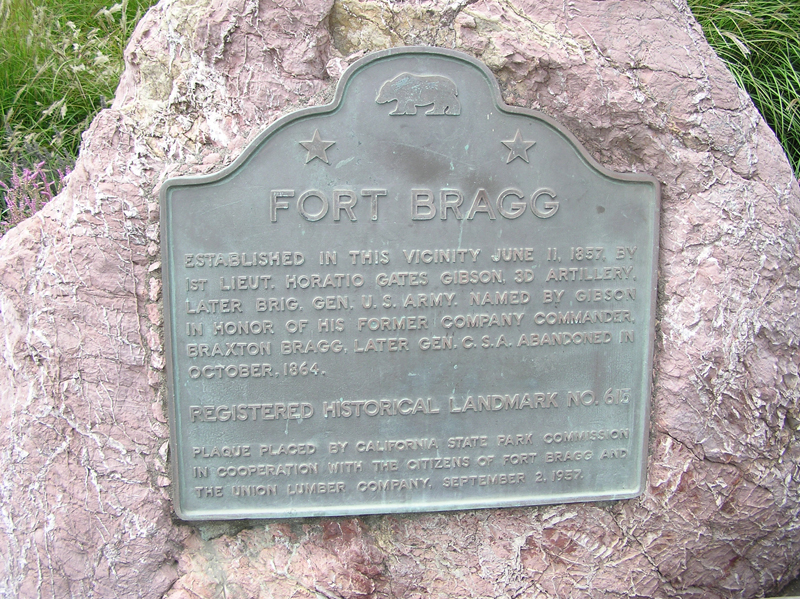 FORT BRAGG
ESTABLISHED IN THIS VICINITY JUNE 11, 1857, BY
1ST LIEUT. HORATIO GATES GIBSON, 3D ARTILLERY,
LATER BRIG. GEN. U.S. ARMY. NAMED BY GIBSON
IN HONOR OF HIS FORMER COMPANY COMMANDER,
BRAXTON BRAGG, LATER GEN. C.S.A. ABANDONED IN
OCTOBER, 1864.
REGISTERED HISTORICAL LANDMARK NO.
PLAQUE PLACED BY CALIFORNIA STATE PARK COMMISSION
IN COOPERATION WITH THE CITIZENS OF FORT BRAGG AND
THE UNION LUMBER COMPANY, SEPTEMBER 2, 1957.